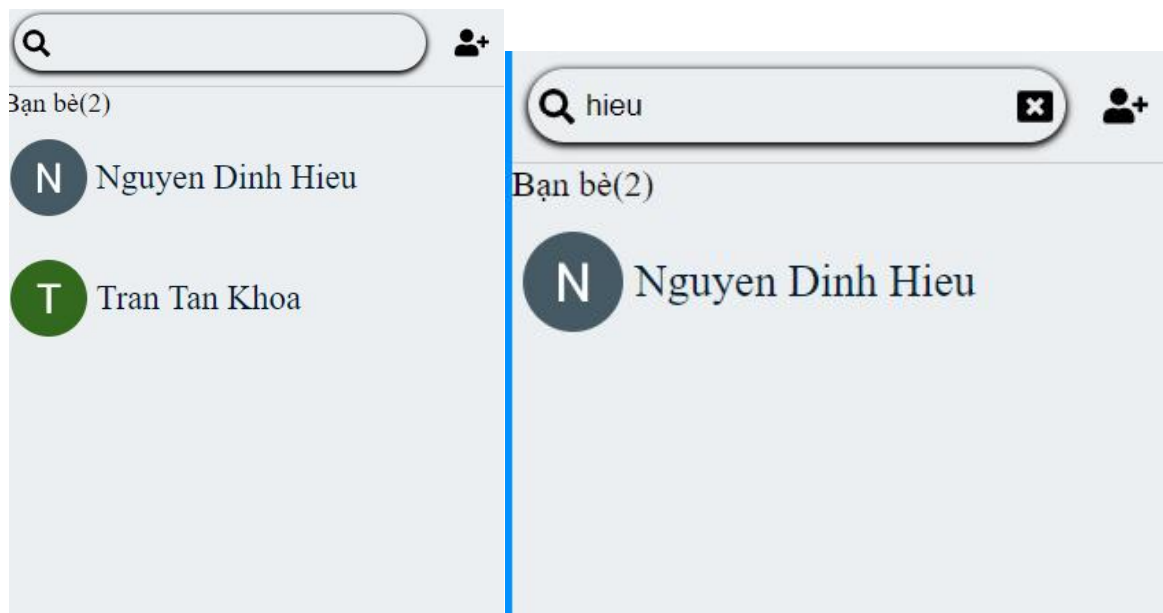 Bạn bè(2)
N Nguyen Dinh Hieu
T Tran Tan Khoa
hieu
Bạn bè(2)
N Nguyen Dinh Hieu